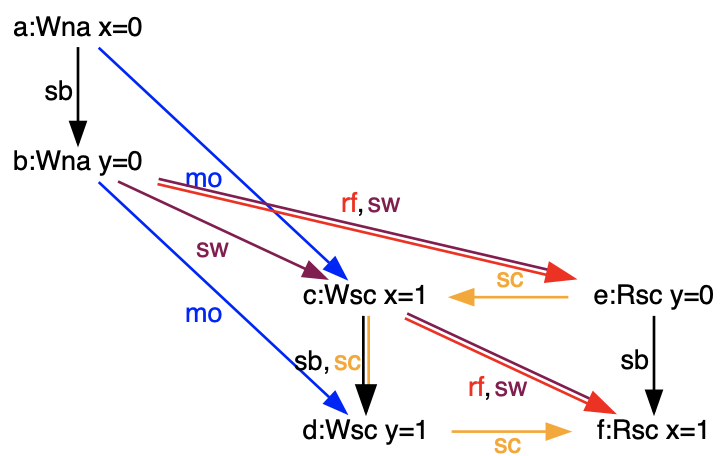 a:Wna x=0
sb
b:Wna y=0
mo
rf,sw
sw
sc
mo
c:Wsc x=1
e:Rsc y=0
sb,sc
rf,sw
sb
d:Wsc y=1
sc
f:Rsc x=1